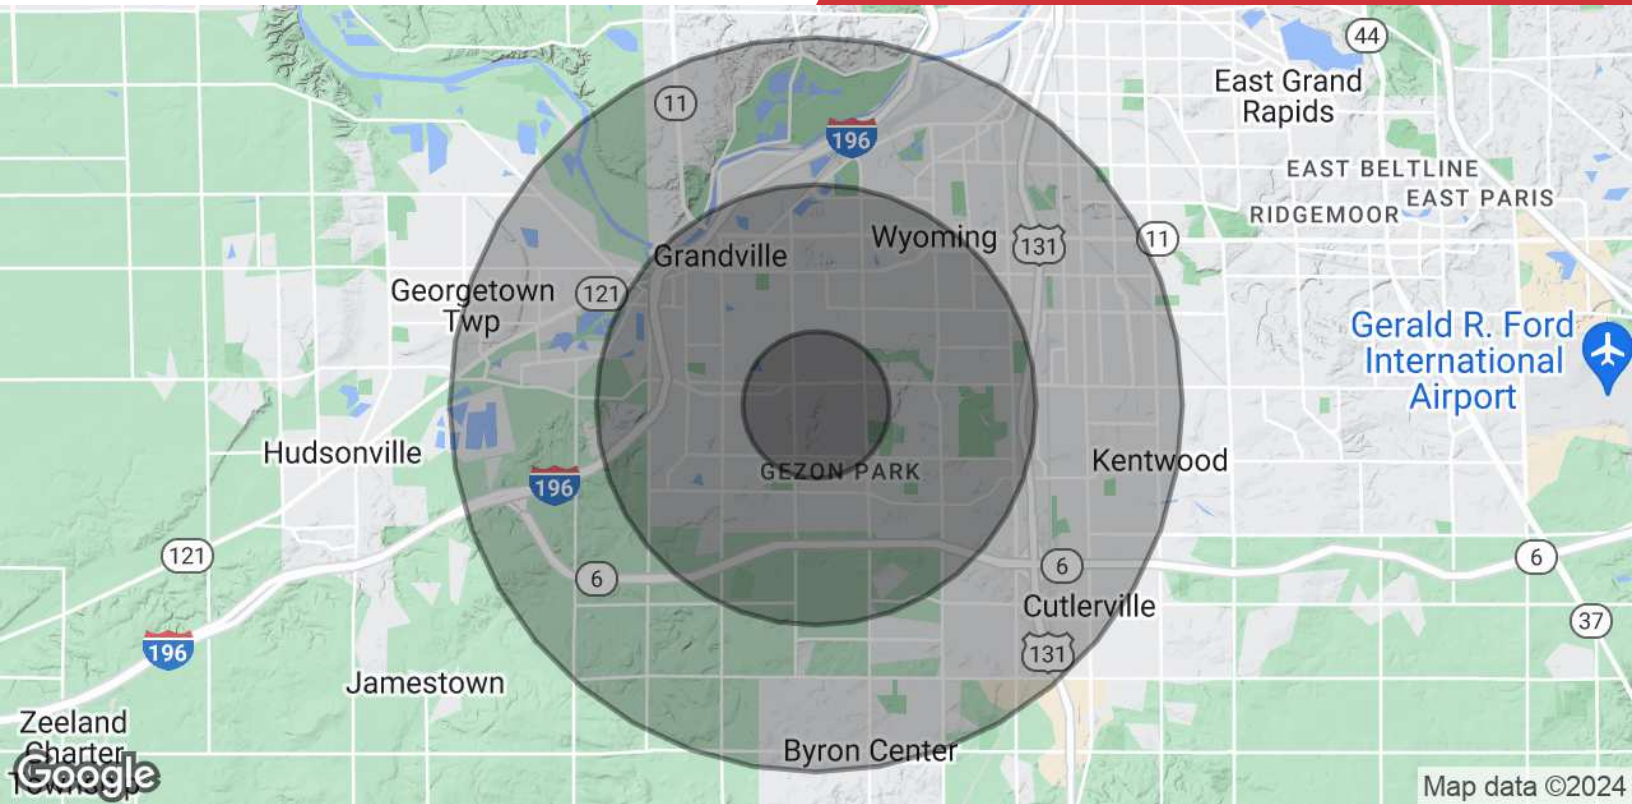 44
East Grand
Rapids
11
196
EAST BELTLINE
EAST PARIS
RIDGEMOOR
Wyoming
131
11
Grandville
Georgetown
Twp
121
Gerald R. Ford
International
Airport
Hudsonville
GEZON PARK
Kentwood
196
121
6
6
6
Cutlerville
37
196
131
Jamestown
Zeeland
Charter
Township
Google
Byron Center
Map data ©2024